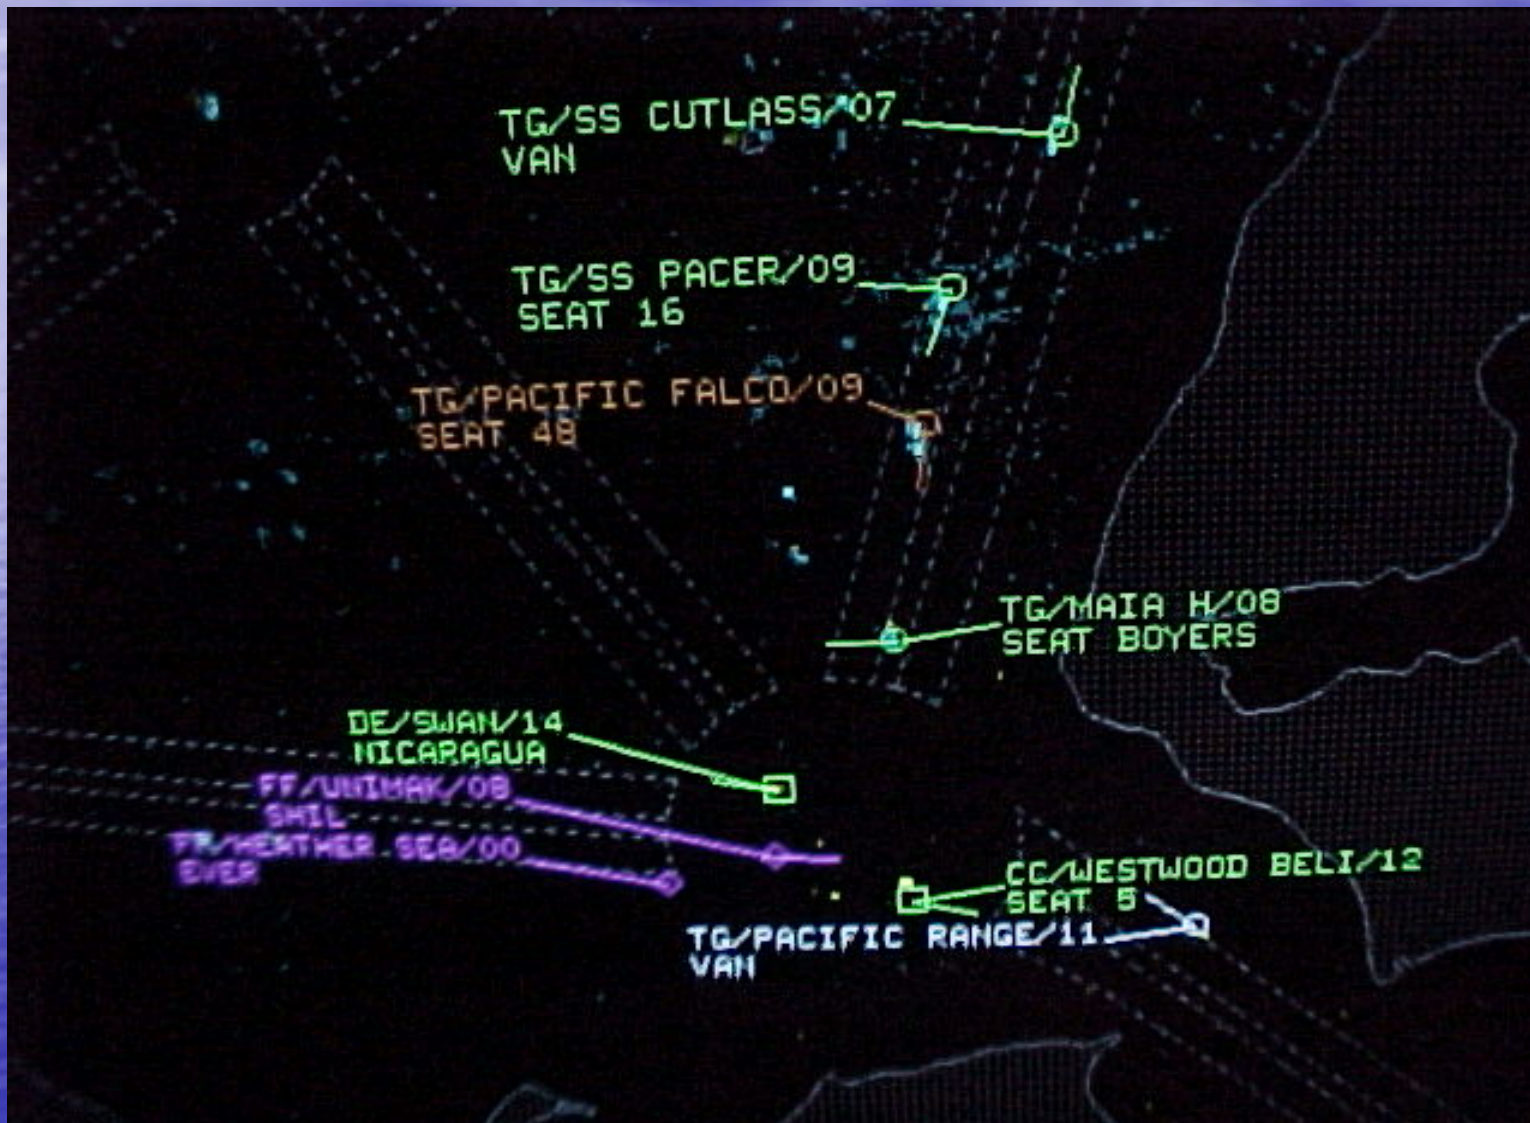 TG/SS CUTLASS/07
VAN
TG/SS PACER/09
SEAT 16
TG/PACIFIC FALCO/09
SEAT 48
TG/MAIA H/08
SEAT BOYERS
DE/SWAN/14
NICARAGUA
FF/UNIMAK/08
SHIL
FR/HEATHER SEA/00
EVER
CC/WESTWOOD BELI/12
SEAT 5
TG/PACIFIC RANGE/11
VAN